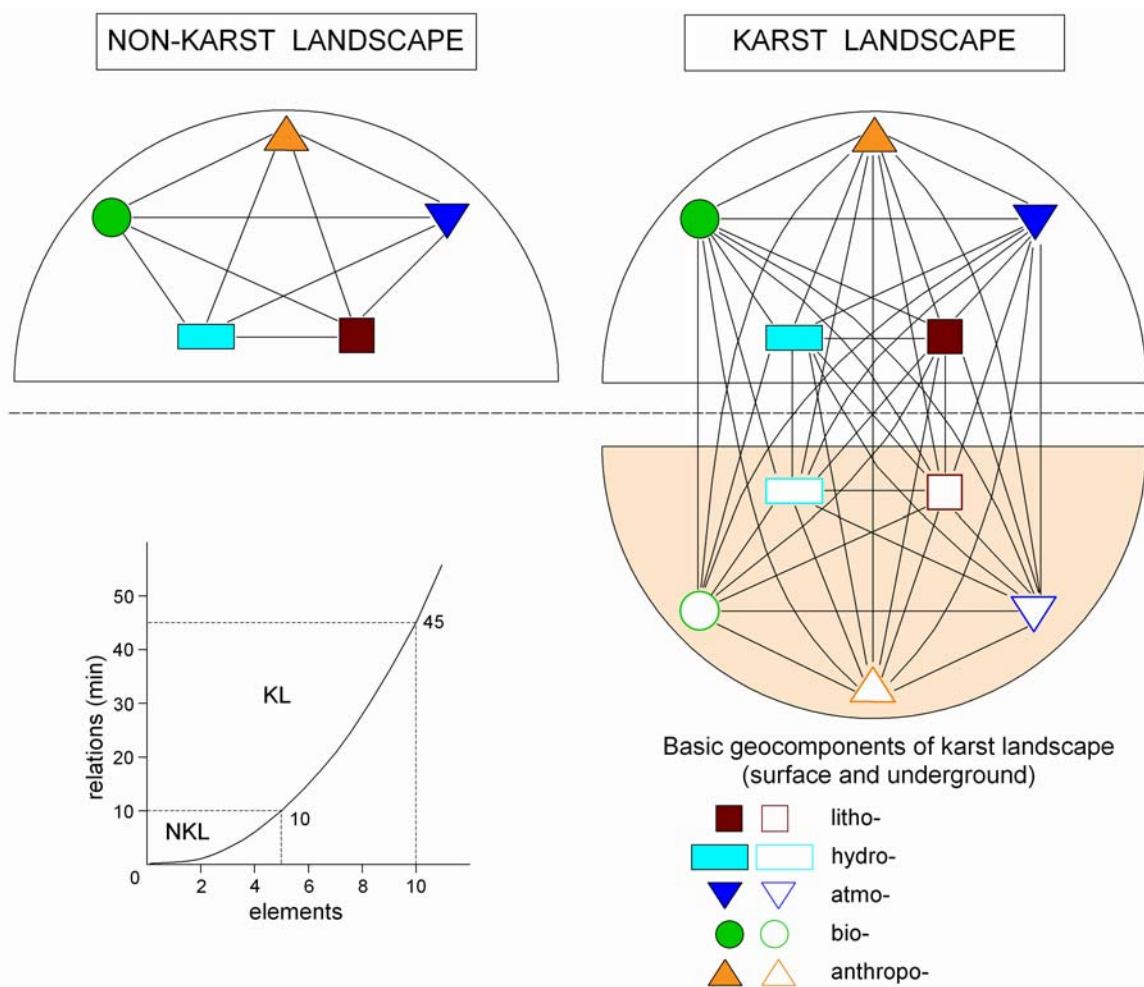 NON-KARST LANDSCAPE
KARST LANDSCAPE
50
40
30
20
10
0
2
4
6
8
10
relations (min)
elements
KL
NKL
45
10
Basic geocomponents of karst landscape
(surface and underground)
litho-
hydro-
atmo-
bio-
anthropo-